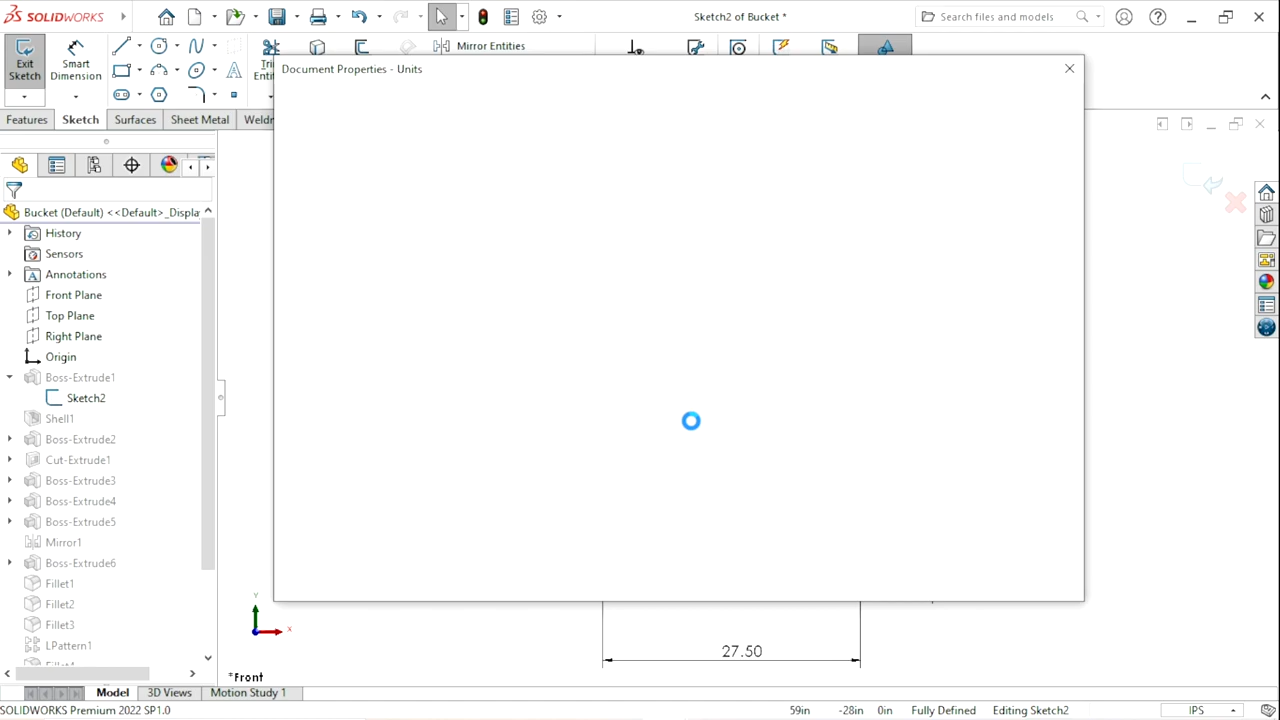 SOLIDWORKS
Sketch2 of Bucket *
Search files and models
Exit Sketch
Smart Dimension
Mirror Entities
Features
Sketch
Surfaces
Sheet Metal
Document Properties - Units
Bucket (Default) <<Default>_Displa
History
Sensors
Annotations
Front Plane
Top Plane
Right Plane
Origin
Boss-Extrude1
Sketch2
Shell1
Boss-Extrude2
Cut-Extrude1
Boss-Extrude3
Boss-Extrude4
Boss-Extrude5
Mirror1
Boss-Extrude6
Fillet1
Fillet2
Fillet3
LPattern1
Y
X
27.50
*Front
Model
3D Views
Motion Study 1
SOLIDWORKS Premium 2022 SP1.0
59in
-28in
0in
Fully Defined
Editing Sketch2
IPS